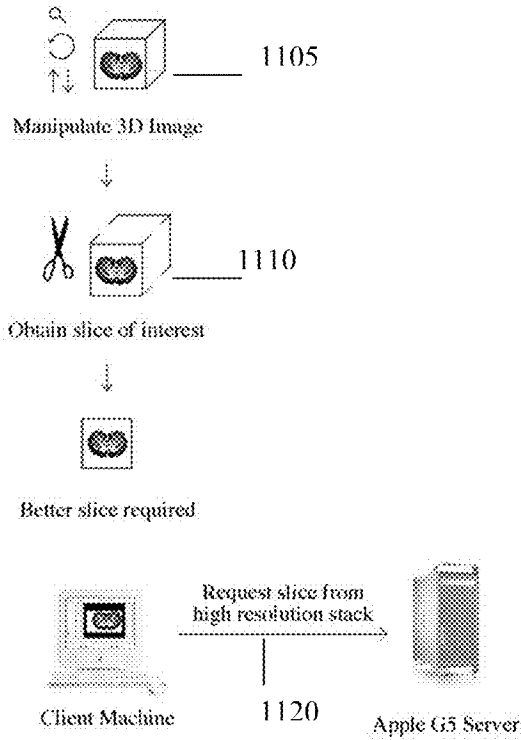 1105
Manipulate 3D Image
1110
Obtain slice of interest
Better slice required
Request slice from
high resolution stack
1120
Client Machine
Apple G5 Server